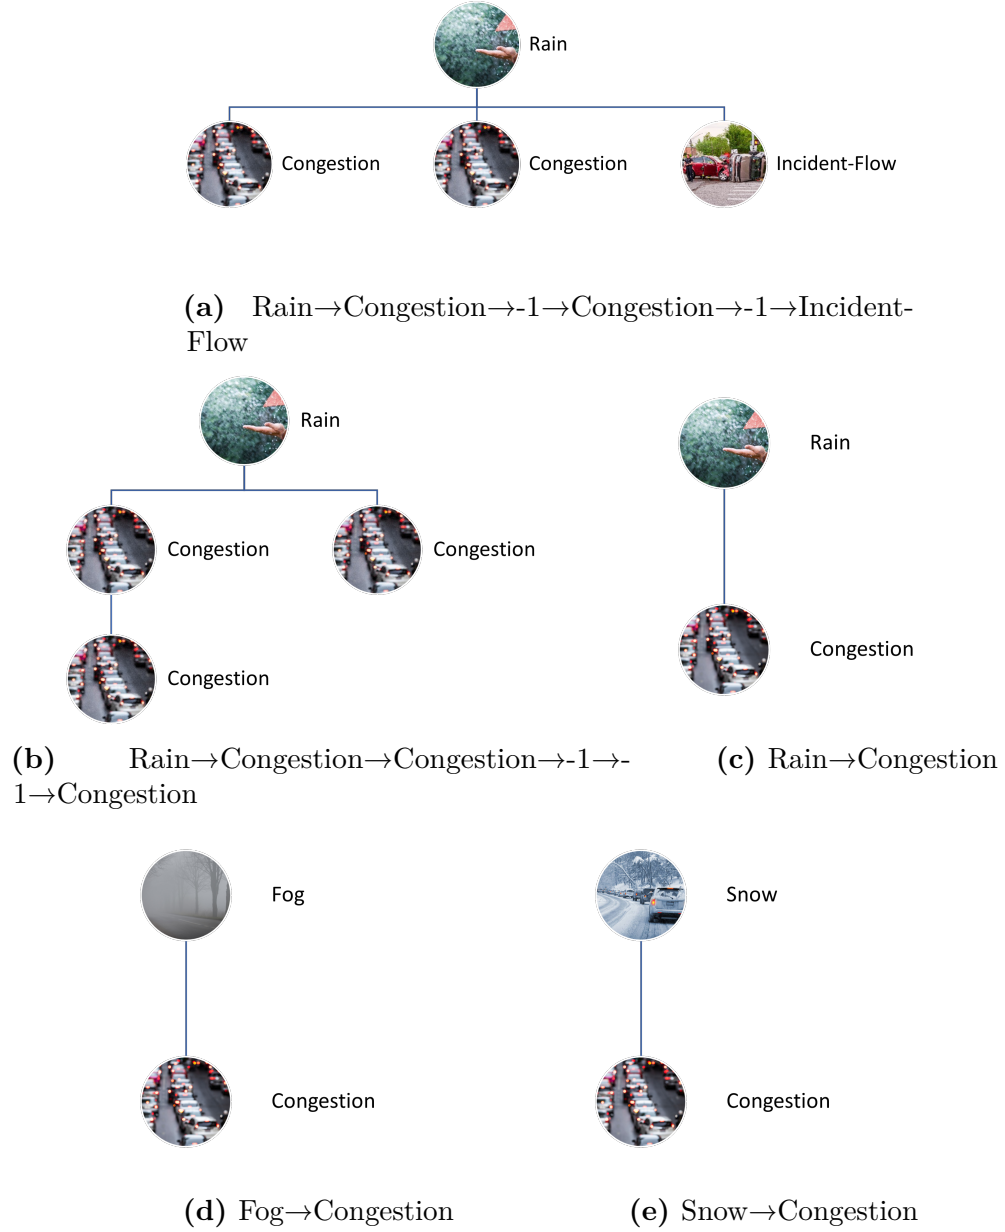 Rain
Congestion
Congestion
Incident-Flow
(a) Rain→Congestion→-1→Congestion→-1→Incident-
Flow
Rain
Congestion
Congestion
Congestion
Rain
Congestion
(b) Rain→Congestion→Congestion→-1→-
1→Congestion
(c) Rain→Congestion
Fog
Congestion
Snow
Congestion
(d) Fog→Congestion
(e) Snow→Congestion